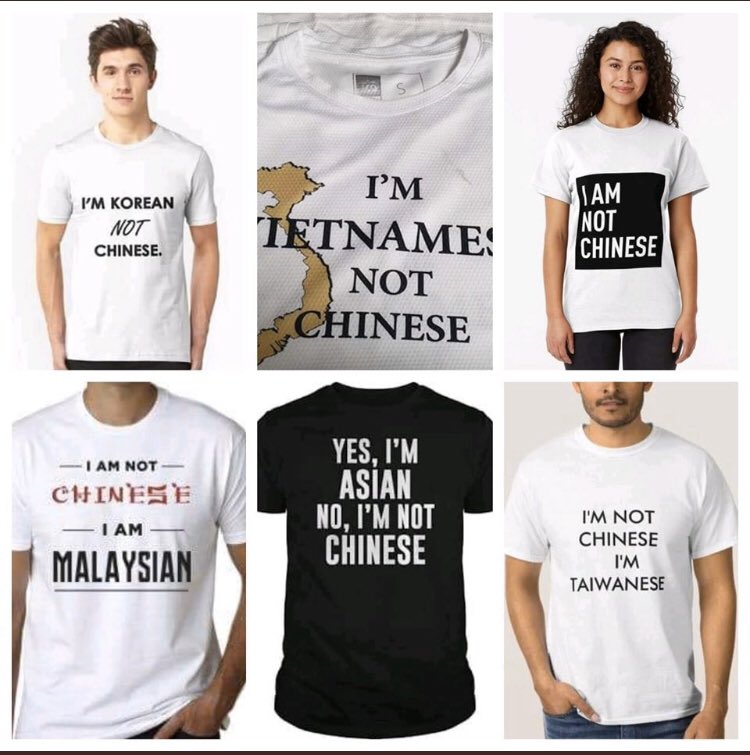 I'M KOREAN
NOT
CHINESE.
S
I'M
VIETNAMES
NOT
CHINESE
I AM
NOT
CHINESE
I AM NOT
CHINESE
I AM
MALAYSIAN
YES, I'M
ASIAN
NO, I'M NOT
CHINESE
I'M NOT
CHINESE
I'M
TAIWANESE